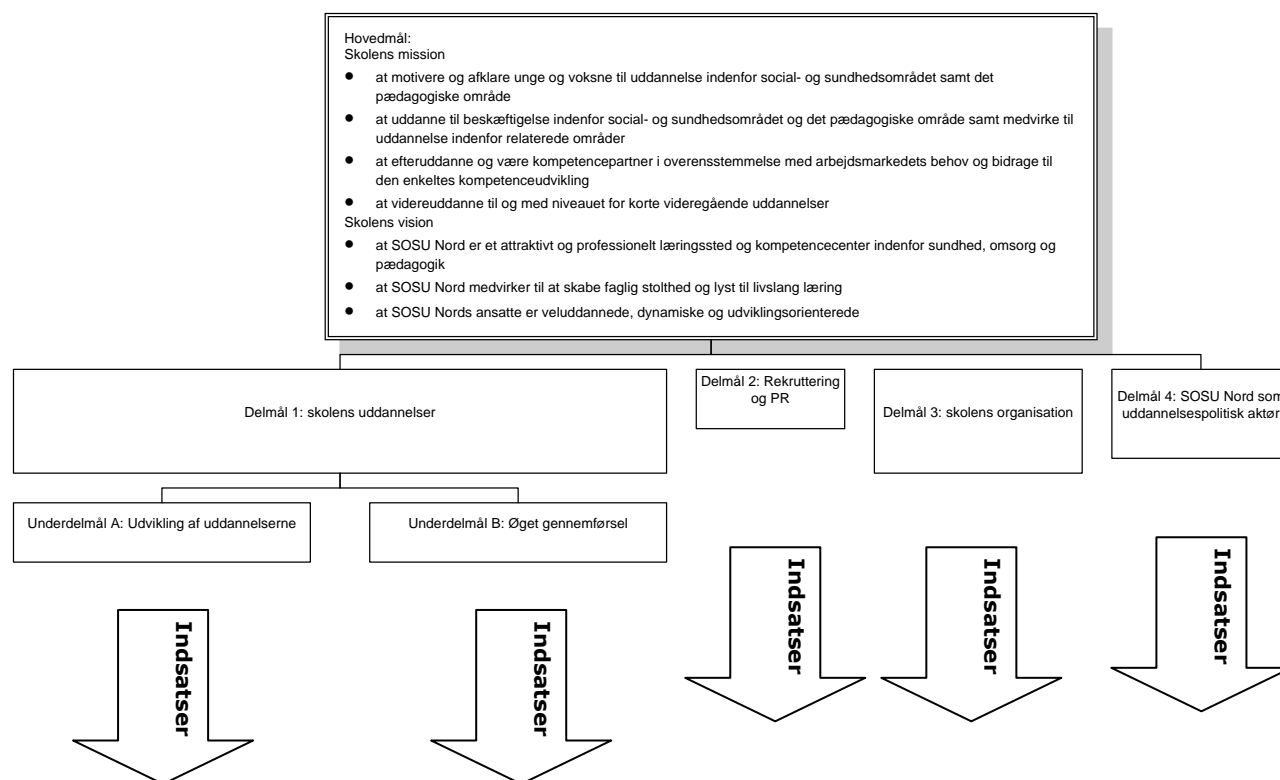 Hovedmål:
Skolens mission
● at motivere og afklare unge og voksne til uddannelse indenfor social- og sundhedsområdet samt det
pædagogiske område
● at uddanne til beskæftigelse indenfor social- og sundhedsområdet og det pædagogiske område samt medvirke til
uddannelse indenfor relaterede områder
● at efteruddanne og være kompetencepartner i overensstemmelse med arbejdsmarkedets behov og bidrage til
den enkeltes kompetenceudvikling
● at videreuddanne til og med niveauet for korte videregående uddannelser
Skolens vision
● at SOSU Nord er et attraktivt og professionelt læringssted og kompetencecenter indenfor sundhed, omsorg og
pædagogik
● at SOSU Nord medvirker til at skabe faglig stolthed og lyst til livslang læring
● at SOSU Nords ansatte er veluddannede, dynamiske og udviklingsorienterede
Delmål 1: skolens uddannelser
Delmål 2: Rekruttering
og PR
Delmål 3: skolens organisation
Delmål 4: SOSU Nord som
uddannelsespolitisk aktør
Underdelmål A: Udvikling af uddannelserne
Underdelmål B: Øget gennemførsel
Indsatser
Indsatser
Indsatser
Indsatser
Indsatser